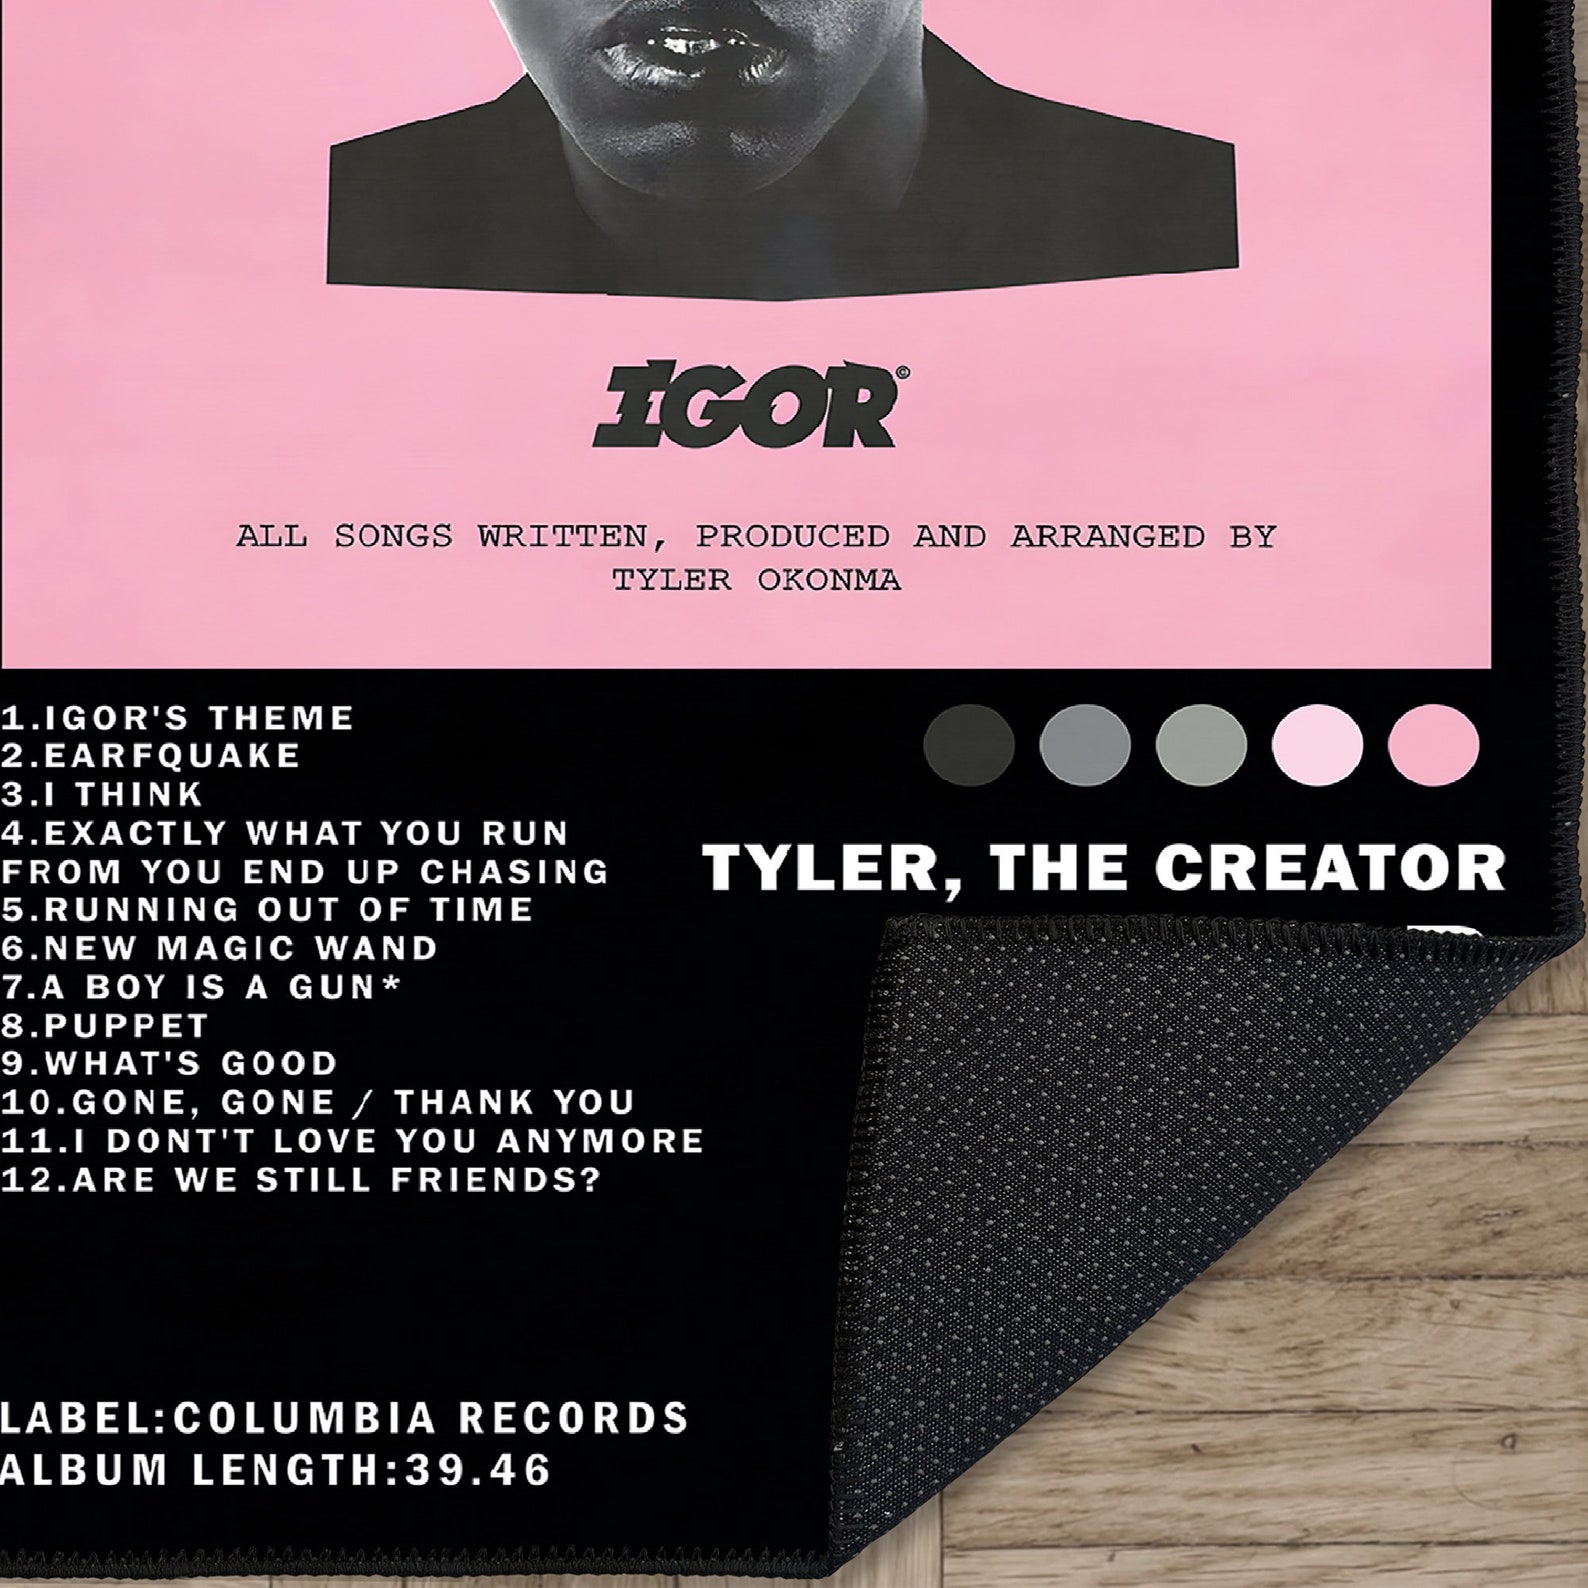 IGOR©
ALL SONGS WRITTEN, PRODUCED AND ARRANGED BY
TYLER OKONMA
1.IGOR'S THEME
2.EARFQUAKE
3.I THINK
4.EXACTLY WHAT YOU RUN
FROM YOU END UP CHASING
5.RUNNING OUT OF TIME
6.NEW MAGIC WAND
7.A BOY IS A GUN*
8.PUPPET
9.WHAT'S GOOD
10.GONE, GONE / THANK YOU
11.I DONT'T LOVE YOU ANYMORE
12.ARE WE STILL FRIENDS?
TYLER, THE CREATOR
LABEL:COLUMBIA RECORDS
ALBUM LENGTH:39.46